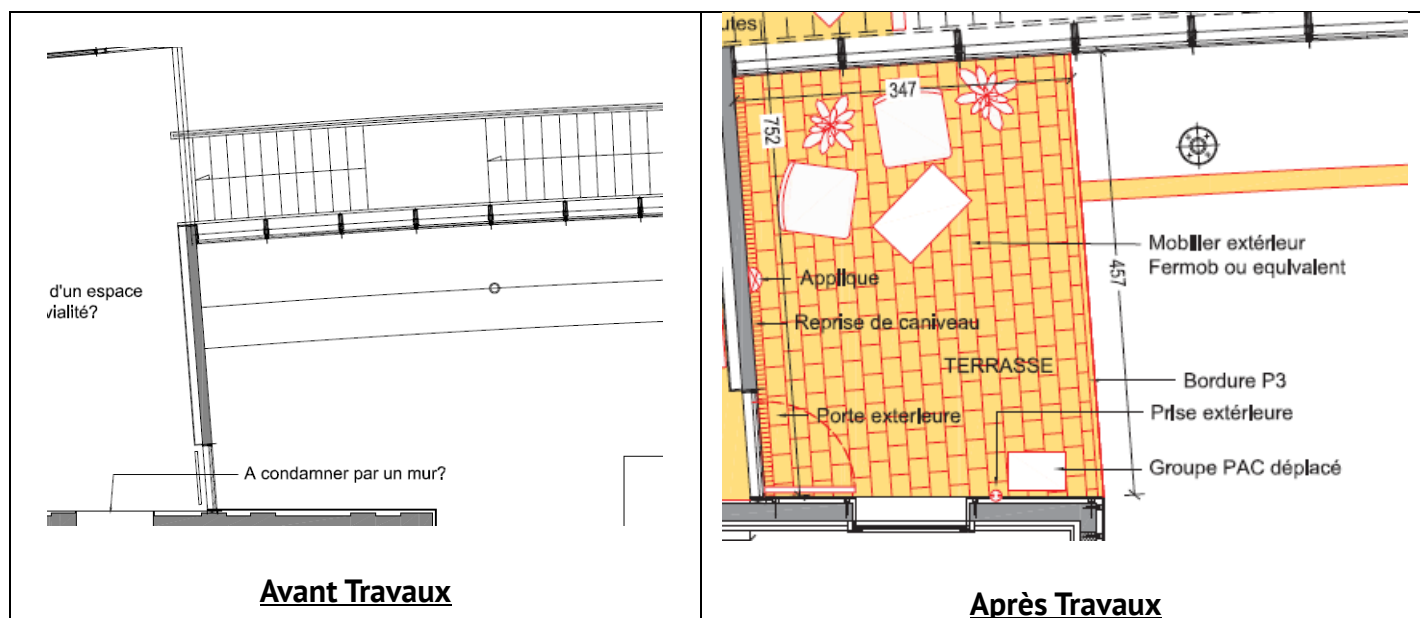 d'un espace
vialité?
A condamner par un mur?
Avant Travaux
utes
347
752
Mobilier extérieur
Fermob ou equivalent
457
Applique
Reprise de caniveau
TERRASSE
Bordure P3
Porte exterieure
Prise extérieure
Groupe PAC déplacé
Après Travaux